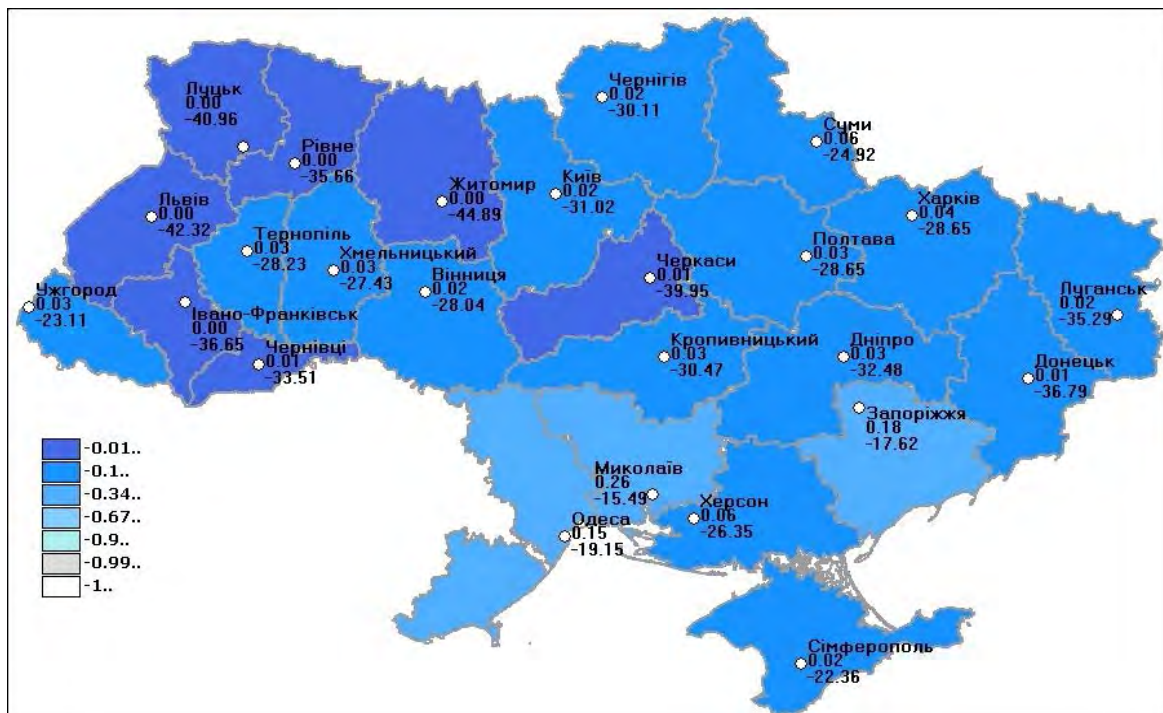 Чернігів
0.02
-30.11
Луцьк
0.00
-40.96
Суми
0.06
-24.92
Рівне
0.00
-35.66
Житомир
0.00
-44.89
Київ
0.02
-31.02
Львів
0.00
-42.32
Харків
0.04
-28.65
Тернопіль
0.03
-28.23
Хмельницький
0.03
-27.43
Вінниця
0.02
-28.04
Черкаси
0.01
-39.95
Полтава
0.03
-28.65
Ужгород
0.03
-23.11
Івано-Франківськ
0.00
-36.65
Луганськ
0.02
-35.29
Чернівці
0.01
-33.51
Кропивницький
0.03
-30.47
Дніпро
0.03
-32.48
Донецьк
0.01
-36.79
Запоріжжя
0.18
-17.62
Миколаїв
0.26
-15.49
Херсон
0.06
-26.35
Одеса
0.15
-19.15
Сімферополь
0.02
-22.36
-0.01..
-0.1..
-0.34..
-0.67..
-0.9..
-0.99..
-1..